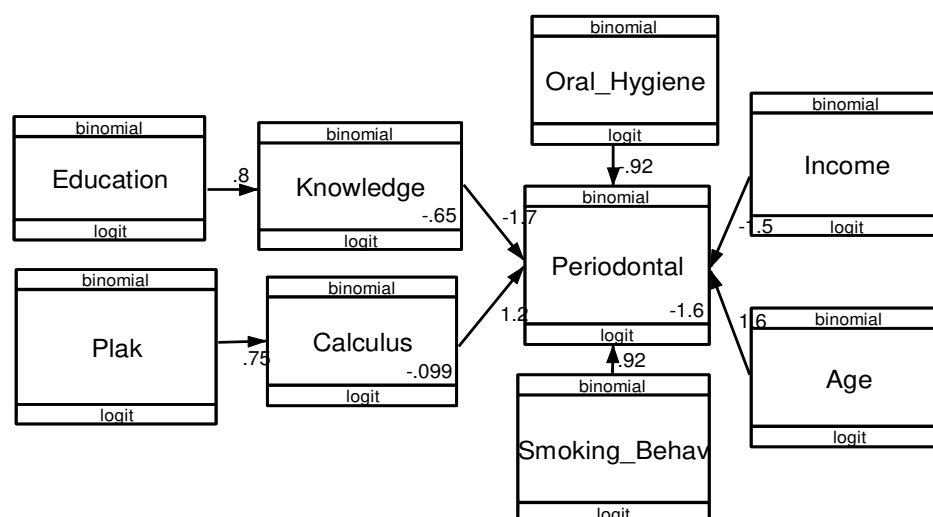 binomial
Education
logit
.8
binomial
Knowledge
-.65
logit
-1.7
binomial
Oral_Hygiene
logit
-.92
binomial
Income
logit
-1.5
binomial
Periodontal
-1.6
logit
binomial
Plak
logit
.75
binomial
Calculus
-.099
logit
1.2
.92
binomial
Smoking_Behav
logit
1.6
binomial
Age
logit